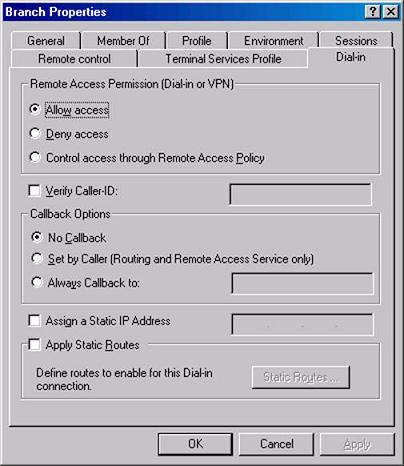 Branch Properties
General Member Of Profile Environment Sessions
Remote control Terminal Services Profile Dial-in
Remote Access Permission (Dial-in or VPN)
Allow access
Deny access
Control access through Remote Access Policy
Verify Caller-ID:
Callback Options
No Callback
Set by Caller (Routing and Remote Access Service only)
Always Callback to:
Assign a Static IP Address
Apply Static Routes
Define routes to enable for this Dial-in Static Routes ...
connection.
OK Cancel Apply